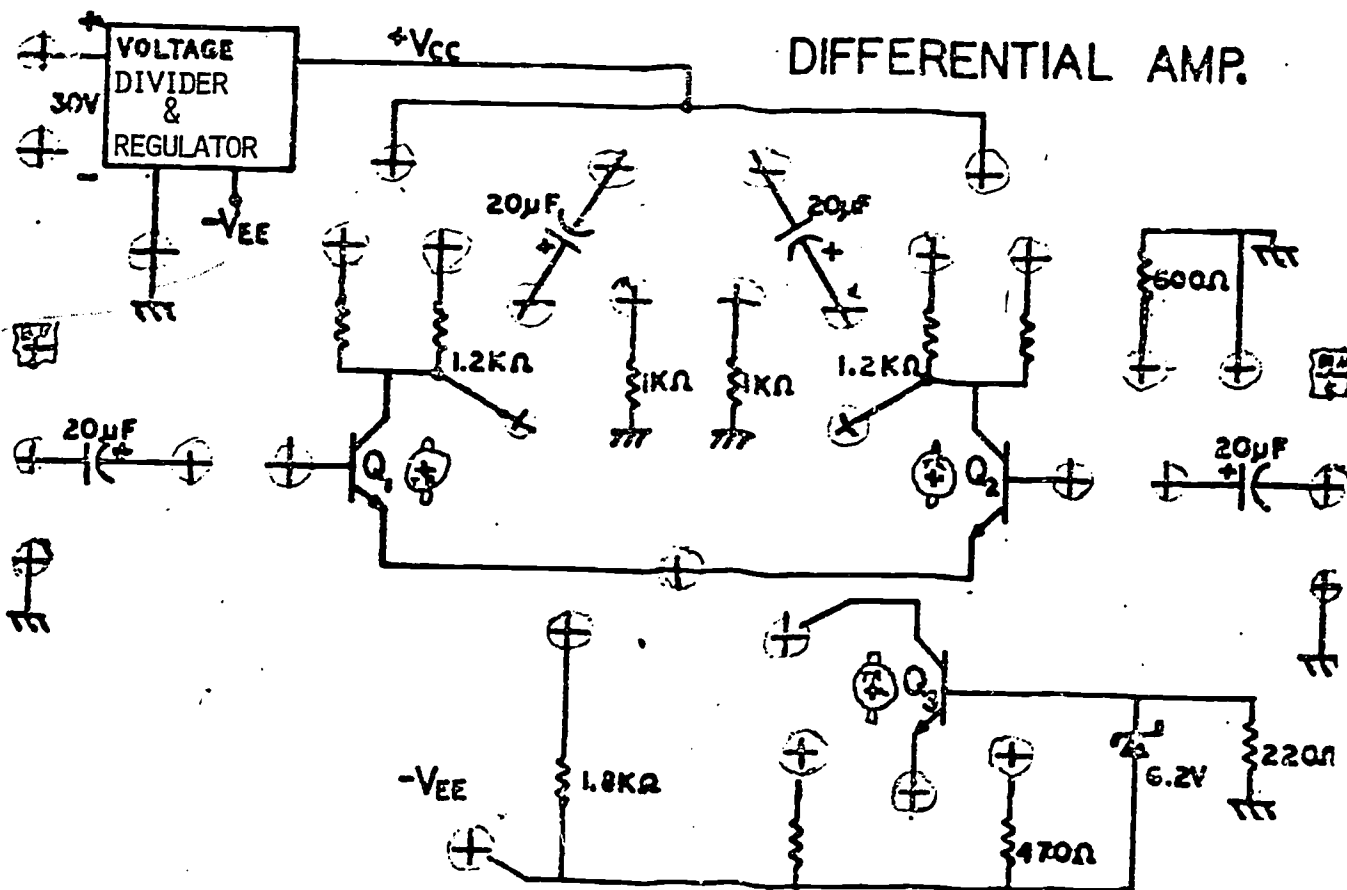 DIFFERENTIAL AMP.
+
VOLTAGE
DIVIDER
&
REGULATOR
30V
-
+VCC
-VEE
20µF
+
20µF
+
1.2KΩ
1KΩ
1KΩ
1.2KΩ
600Ω
20µF
+
Q1
Q2
20µF
+
Q3
-VEE
1.8KΩ
470Ω
6.2V
220Ω